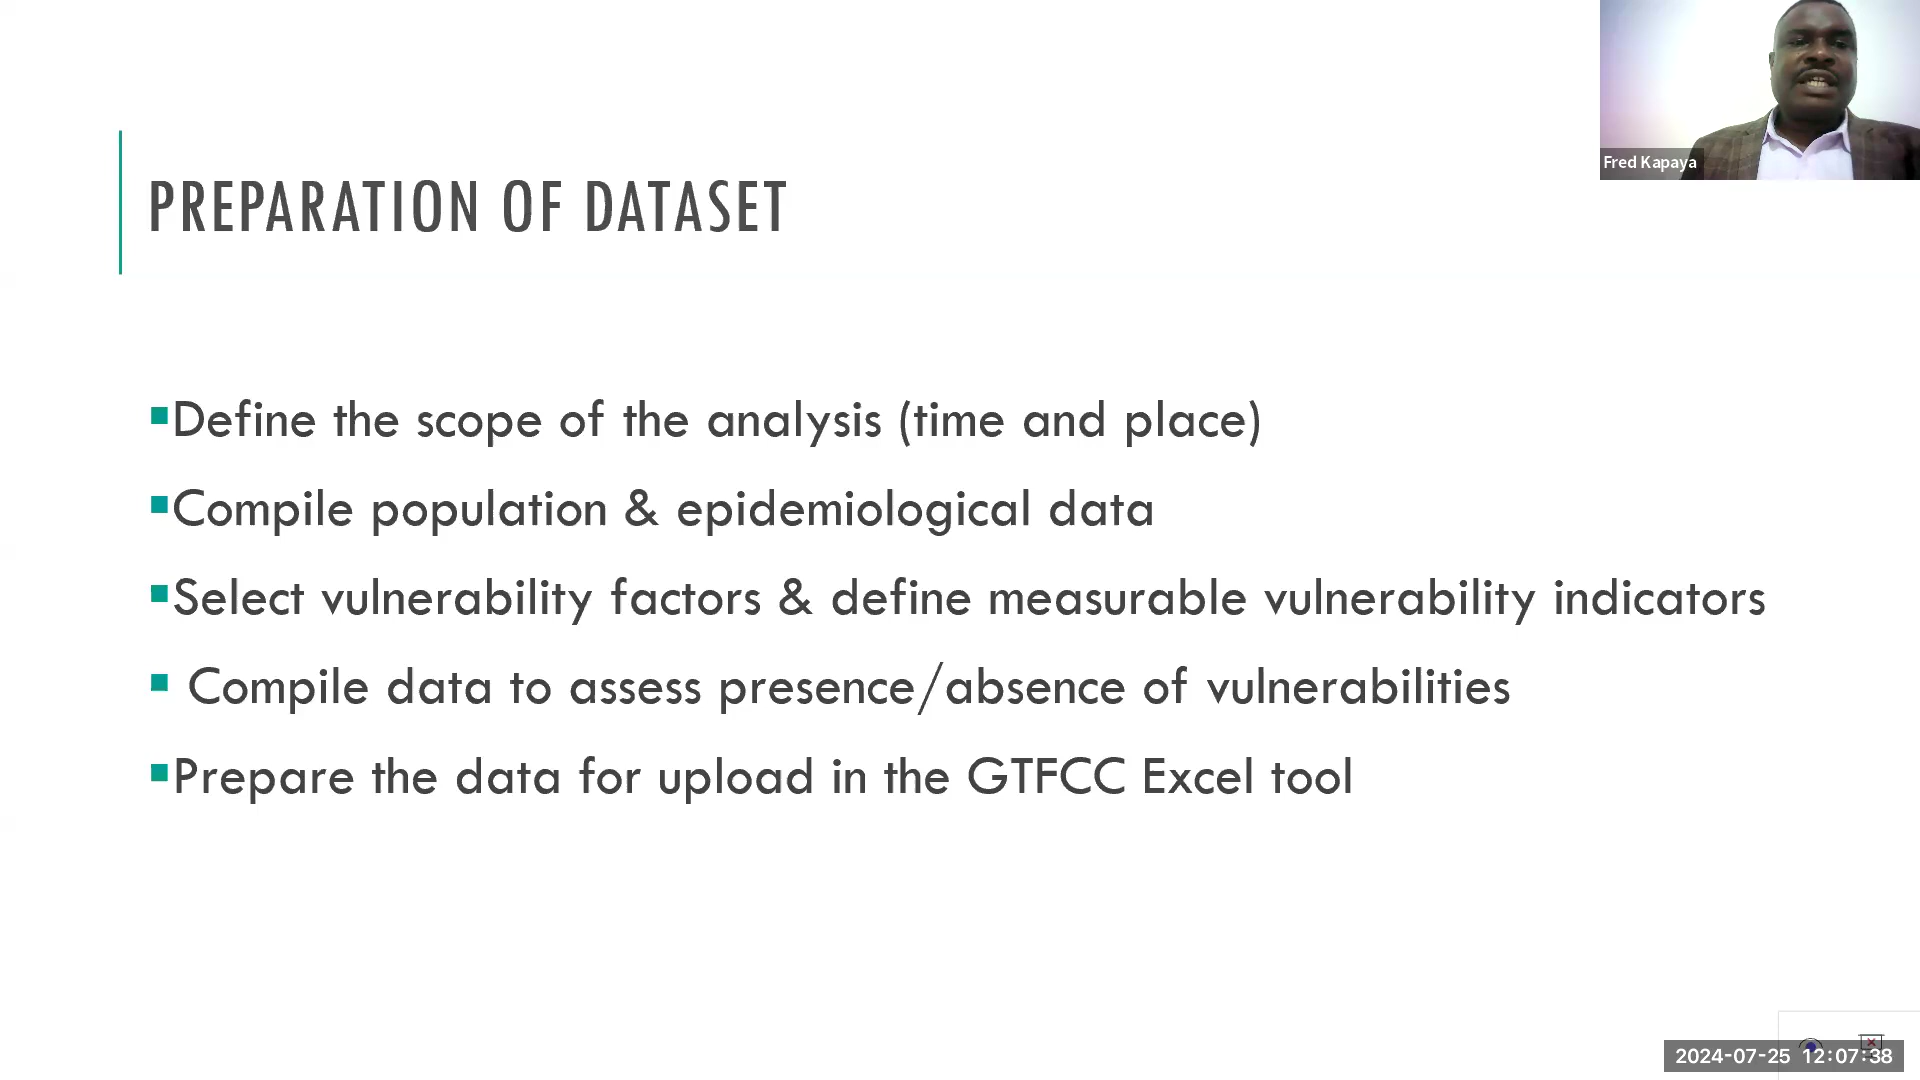 Fred Kapaya
PREPARATION OF DATASET
Define the scope of the analysis (time and place)
Compile population & epidemiological data
Select vulnerability factors & define measurable vulnerability indicators
Compile data to assess presence/absence of vulnerabilities
Prepare the data for upload in the GTFCC Excel tool
2024-07-25 12:07:38